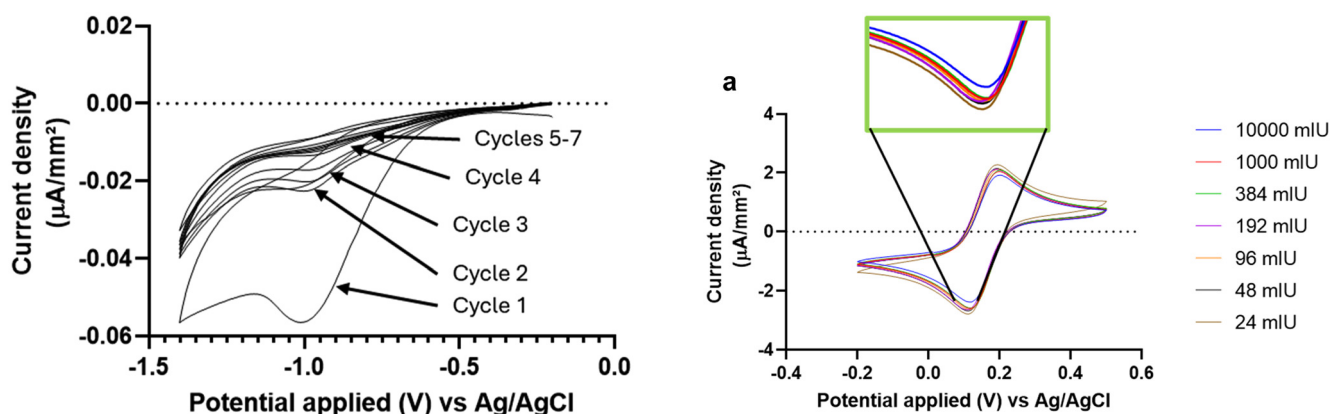 0.02
0.00
-0.02
-0.04
-0.06
Current density
(μA/mm²)
Cycles 5-7
Cycle 4
Cycle 3
Cycle 2
Cycle 1
-1.5
-1.0
-0.5
0.0
Potential applied (V) vs Ag/AgCl
a
4
2
0
-2
-4
Current density
(μA/mm²)
-0.4
-0.2
0.0
0.2
0.4
0.6
Potential applied (V) vs Ag/AgCl
10000 mIU
1000 mIU
384 mIU
192 mIU
96 mIU
48 mIU
24 mIU